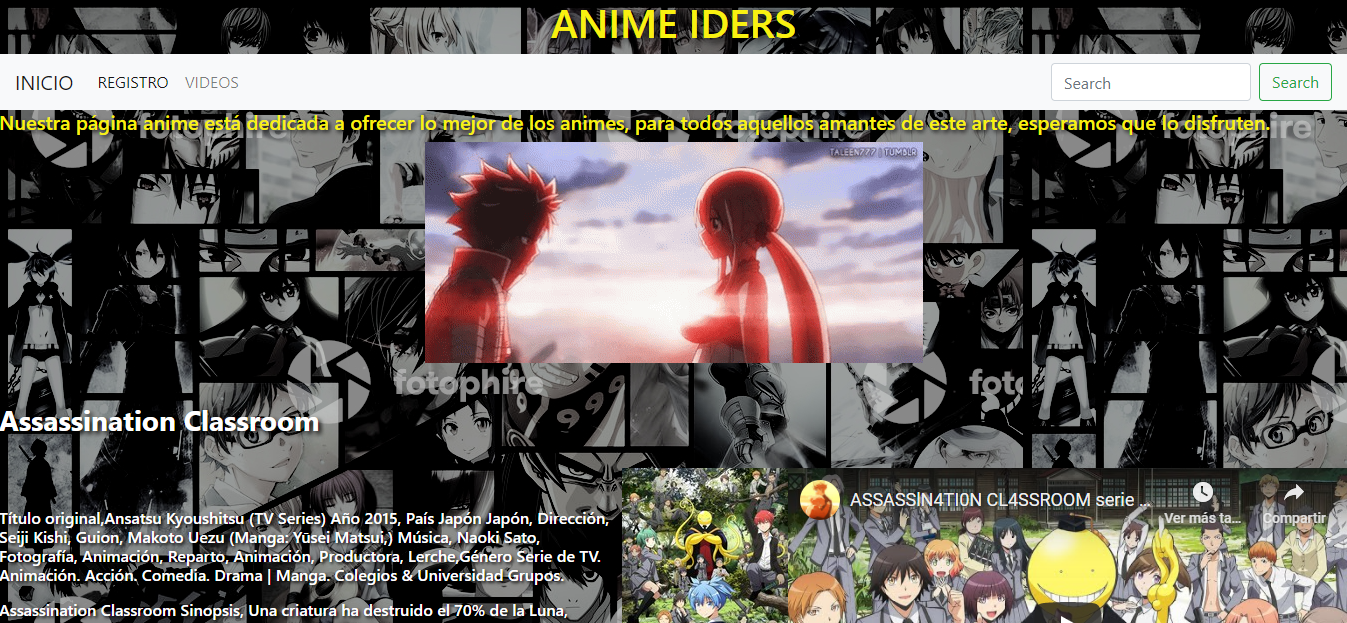 ANIME IDERS
INICIO REGISTRO VIDEOS Search Search
Nuestra página anime está dedicada a ofrecer lo mejor de los animes, para todos aquellos amantes de este arte, esperamos que lo disfruten.
fotophire fotophire
TALEEN777 | TUMBLR
fotophire foto
Assassination Classroom
ASSASSIN4TI0N CL4SSROOM serie ...
Ver más ta... Compartir
Título original,Ansatsu Kyoushitsu (TV Series) Año 2015, País Japón Japón, Dirección,
Seiji Kishi, Guion, Makoto Uezu (Manga: Yûsei Matsui,) Música, Naoki Sato,
Fotografía, Animación, Reparto, Animación, Productora, Lerche,Género Serie de TV.
Animación. Acción. Comedia. Drama | Manga. Colegios & Universidad Grupos.
Assassination Classroom Sinopsis, Una criatura ha destruido el 70% de la Luna,